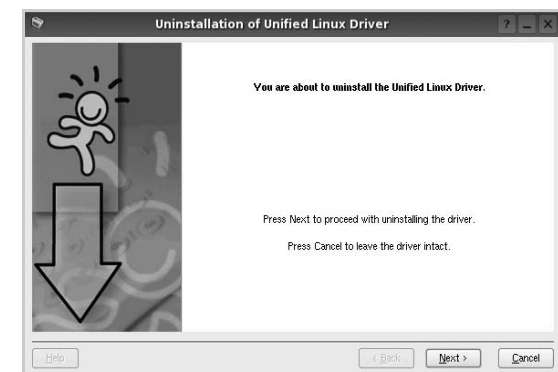 Uninstallation of Unified Linux Driver
You are about to uninstall the Unified Linux Driver.
Press Next to proceed with uninstalling the driver.
Press Cancel to leave the driver intact.
Help
< Back
Next >
Cancel